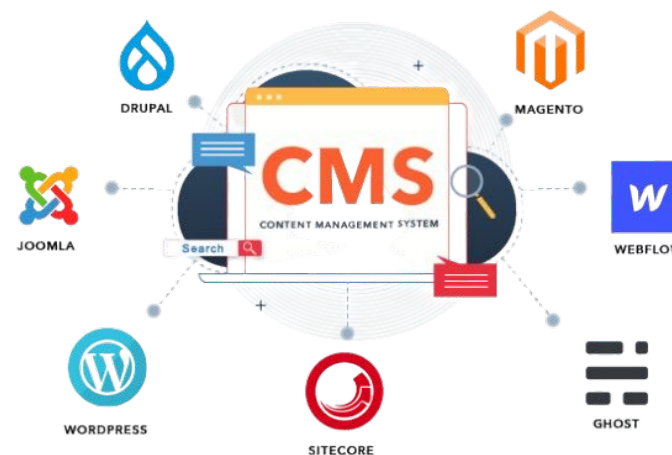 DRUPAL
MAGENTO
CMS
CONTENT MANAGEMENT SYSTEM
JOOMLA
W
WEBFLOW
Search
W
WORDPRESS
SITECORE
GHOST